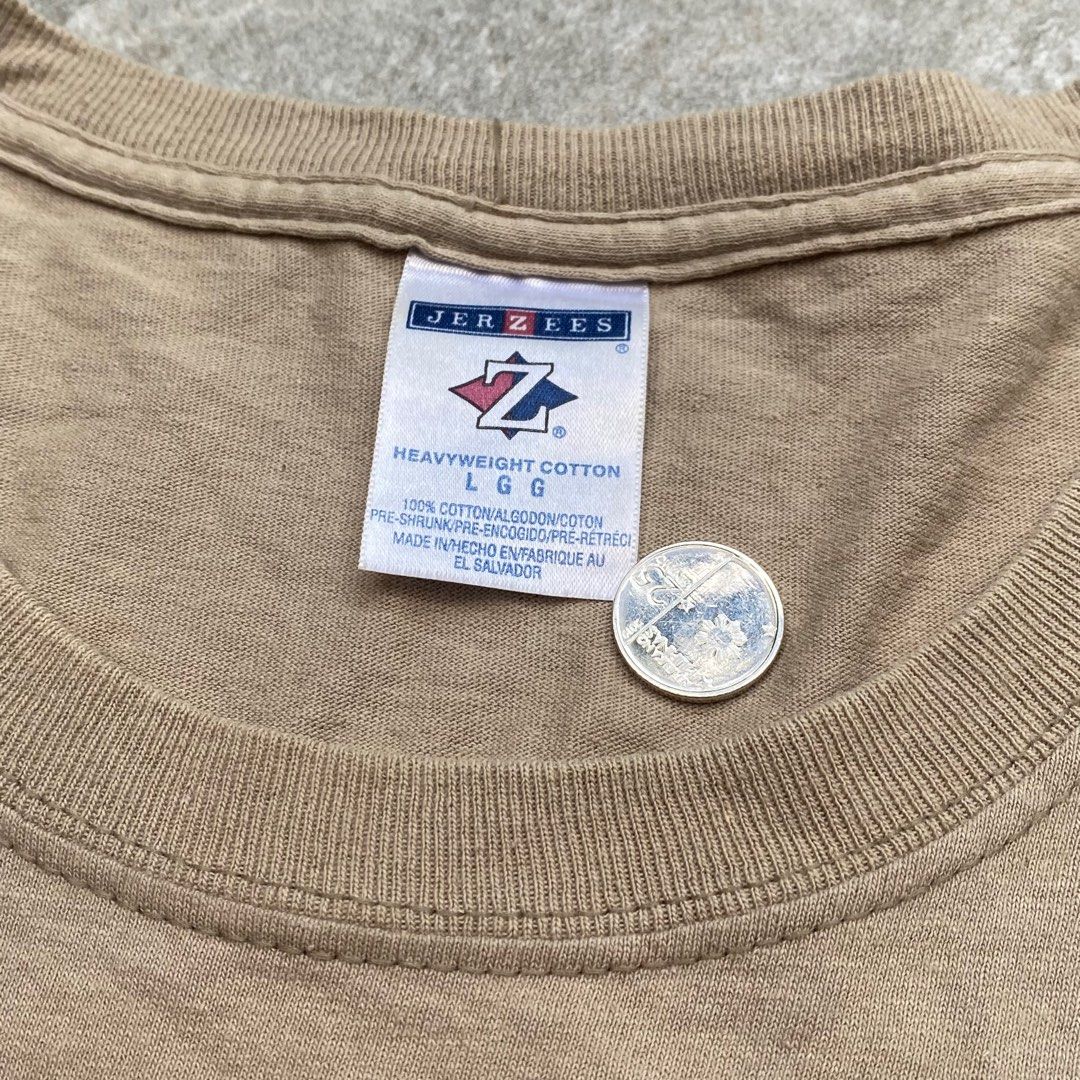 JERZEES
®
Z
®
HEAVYWEIGHT COTTON
L G G
100% COTTON/ALGODON/COTON
PRE-SHRUNK/PRE-ENCOGIDO/PRÉ-RÉTRÉCI
MADE IN/HECHO EN/FABRIQUE AU
EL SALVADOR